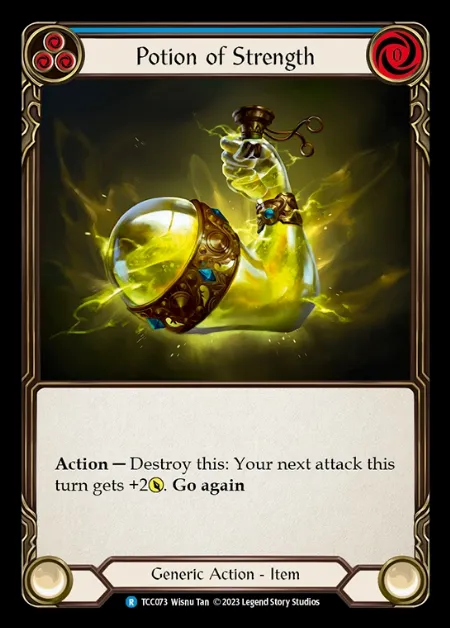 0
Potion of Strength
Action — Destroy this: Your next attack this
turn gets +2. Go again
Generic Action - Item
R TCC073 Wisnu Tan ©2023 Legend Story Studios